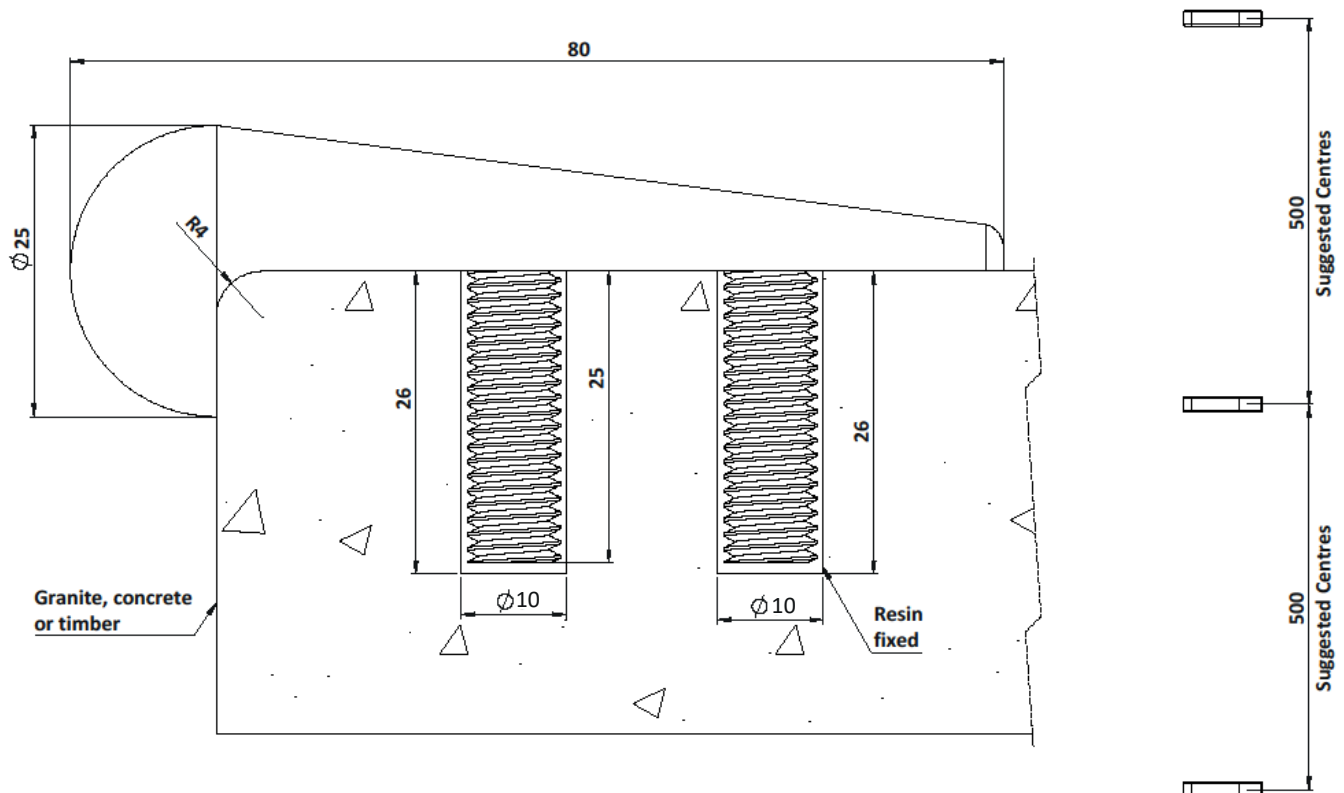 80
Ø25
R4
26
25
26
Ø10
Ø10
Granite, concrete
or timber
Resin
fixed
500
Suggested Centres
500
Suggested Centres